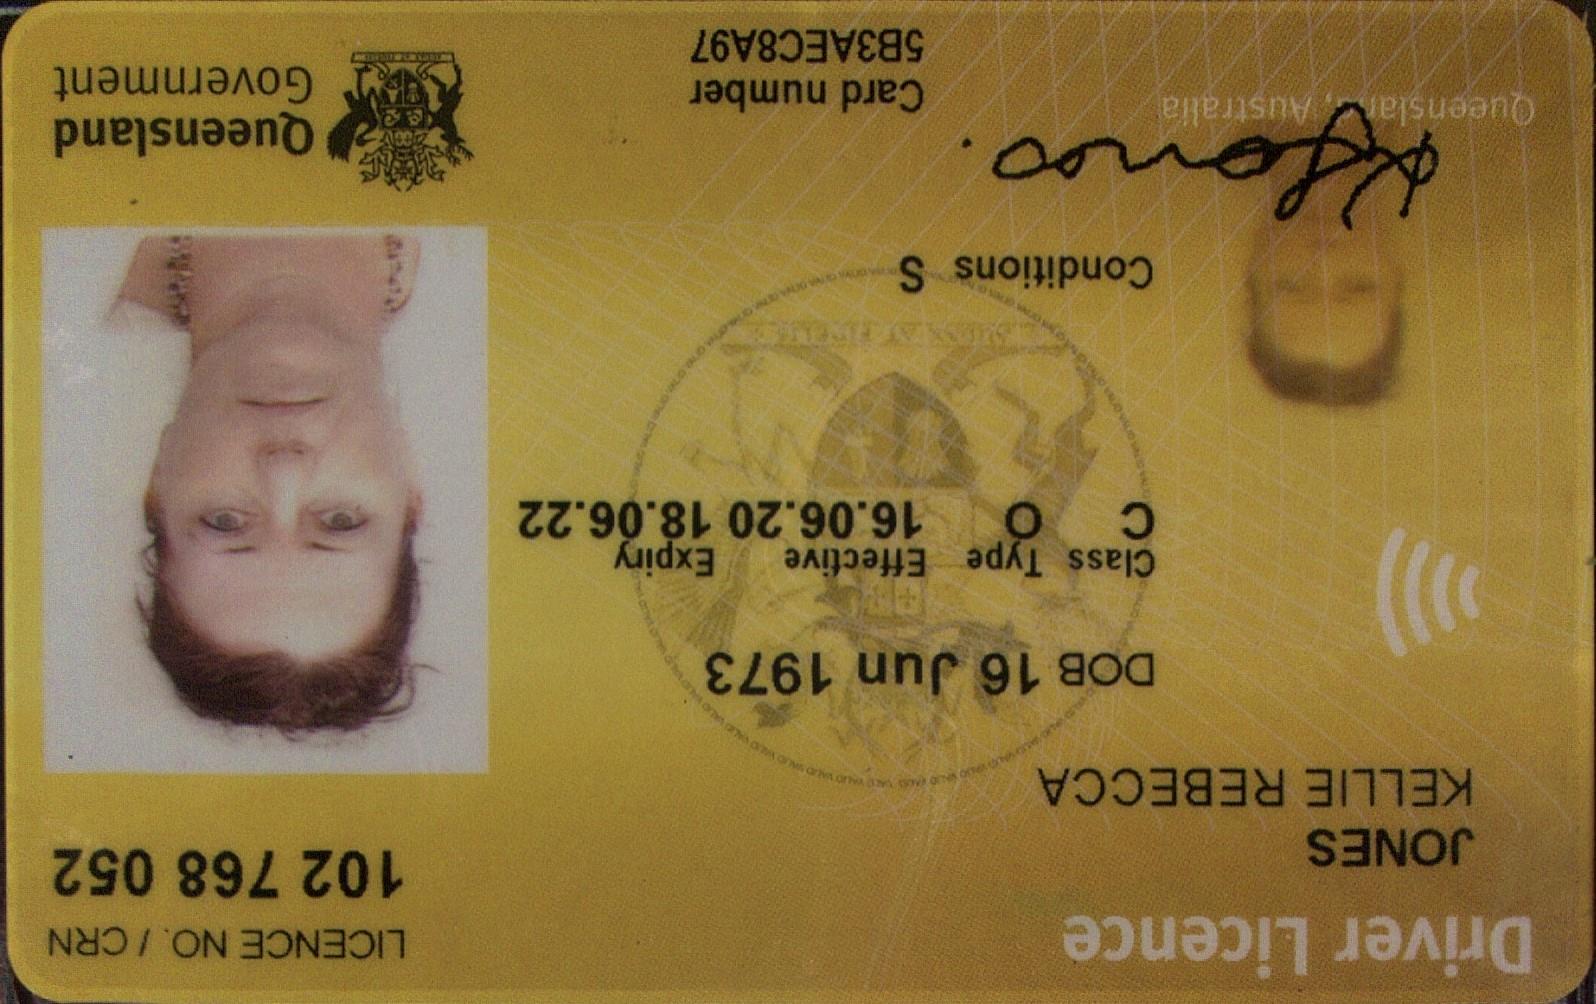 Driver Licence
LICENCE NO. / CRN
102 768 052
JONES
KELLIE REBECCA
DOB 16 Jun 1973
Class Type Effective Expiry
C O 16.06.20 18.06.22
Conditions S
KJones.
Queensland, Australia
Card number
5B3AEC8A97
Queensland
Government